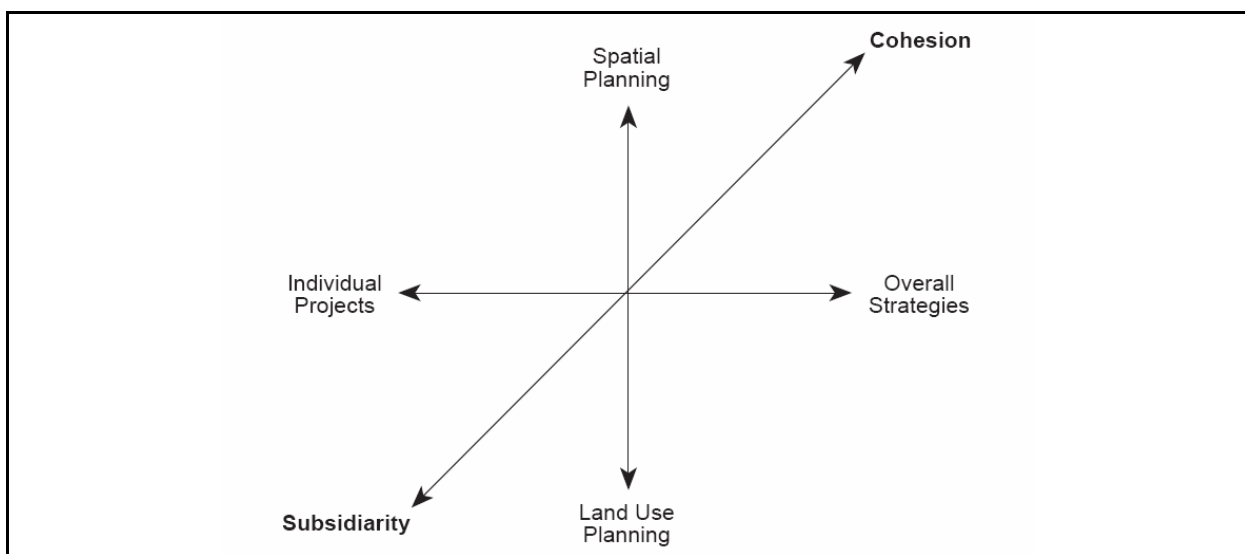 Cohesion
Spatial
Planning
Individual
Projects
Overall
Strategies
Subsidiarity
Land Use
Planning